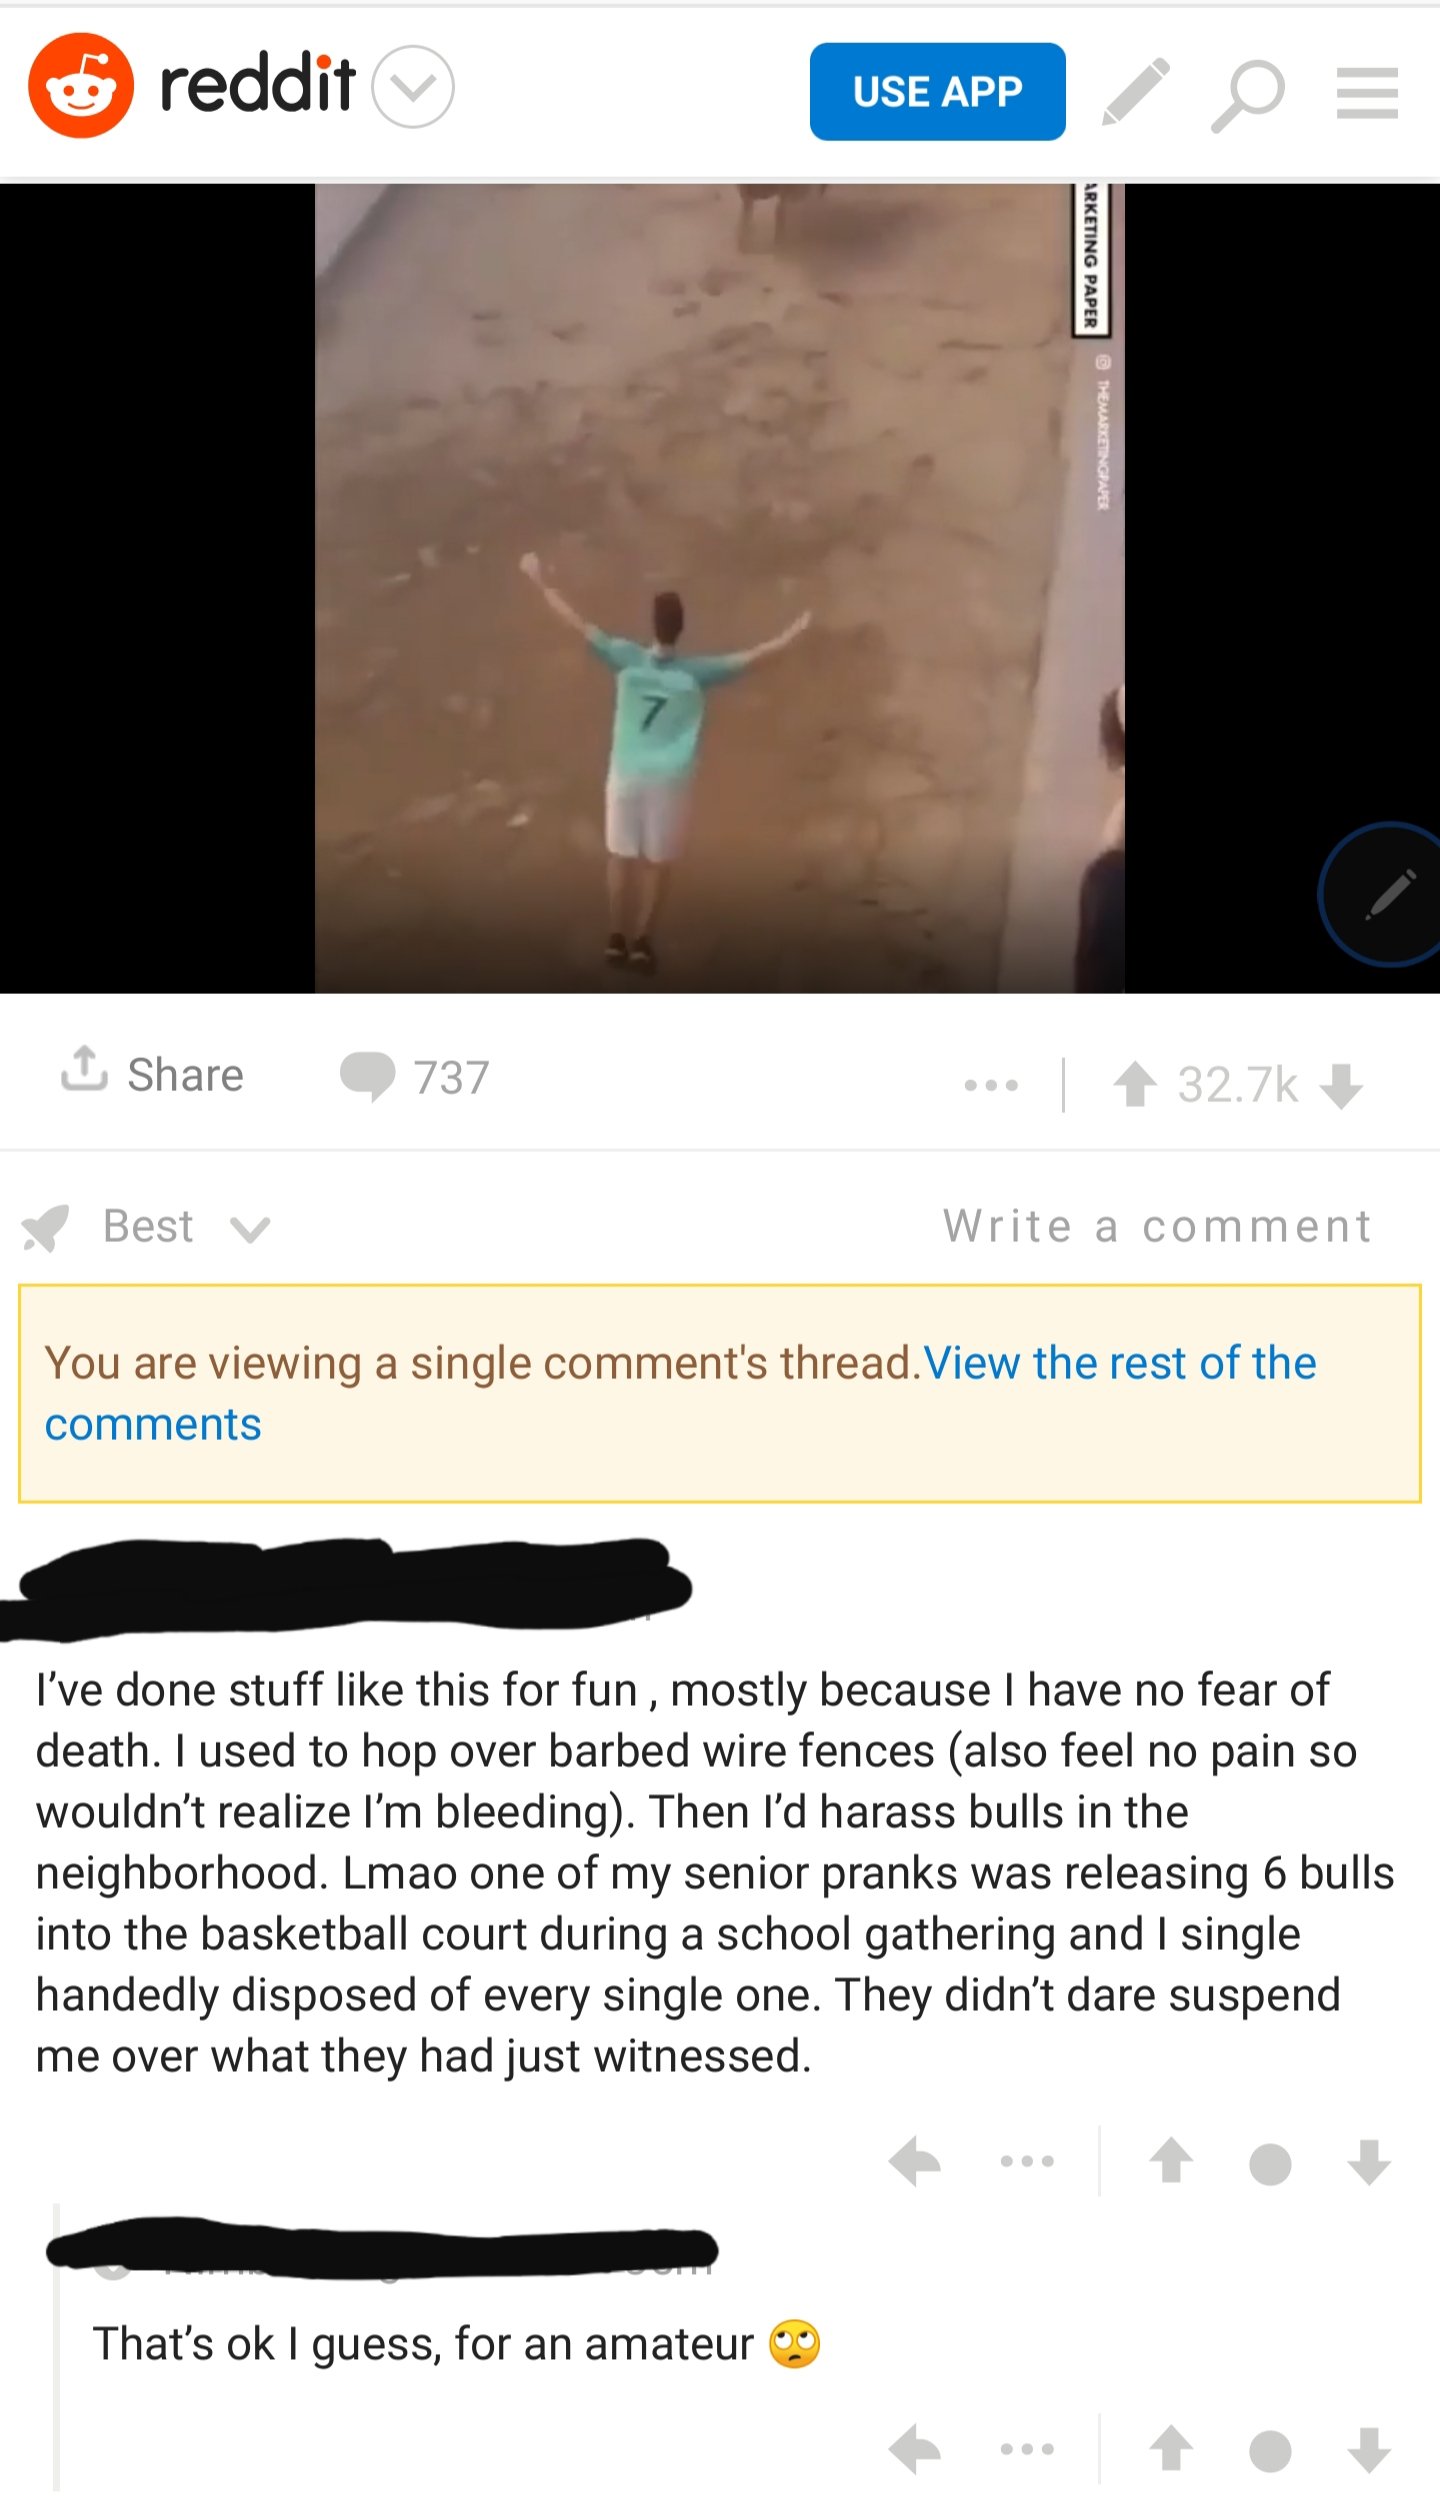 reddit
USE APP
ARKETING PAPER
THEMARKETINGPAPER
7
Share
737
32.7k
Best
Write a comment
You are viewing a single comment's thread.View the rest of the
comments
I’ve done stuff like this for fun , mostly because I have no fear of
death. I used to hop over barbed wire fences (also feel no pain so
wouldn’t realize I’m bleeding). Then I’d harass bulls in the
neighborhood. Lmao one of my senior pranks was releasing 6 bulls
into the basketball court during a school gathering and I single
handedly disposed of every single one. They didn’t dare suspend
me over what they had just witnessed.
That’s ok I guess, for an amateur 🙄